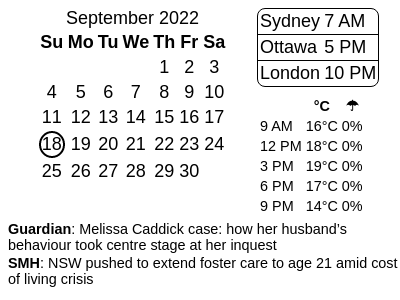 September 2022
Su Mo Tu We Th Fr Sa
1 2 3
4 5 6 7 8 9 10
11 12 13 14 15 16 17
18 19 20 21 22 23 24
25 26 27 28 29 30
Sydney 7 AM
Ottawa 5 PM
London 10 PM
°C ☂
9 AM 16°C 0%
12 PM 18°C 0%
3 PM 19°C 0%
6 PM 17°C 0%
9 PM 14°C 0%
Guardian: Melissa Caddick case: how her husband’s
behaviour took centre stage at her inquest
SMH: NSW pushed to extend foster care to age 21 amid cost
of living crisis